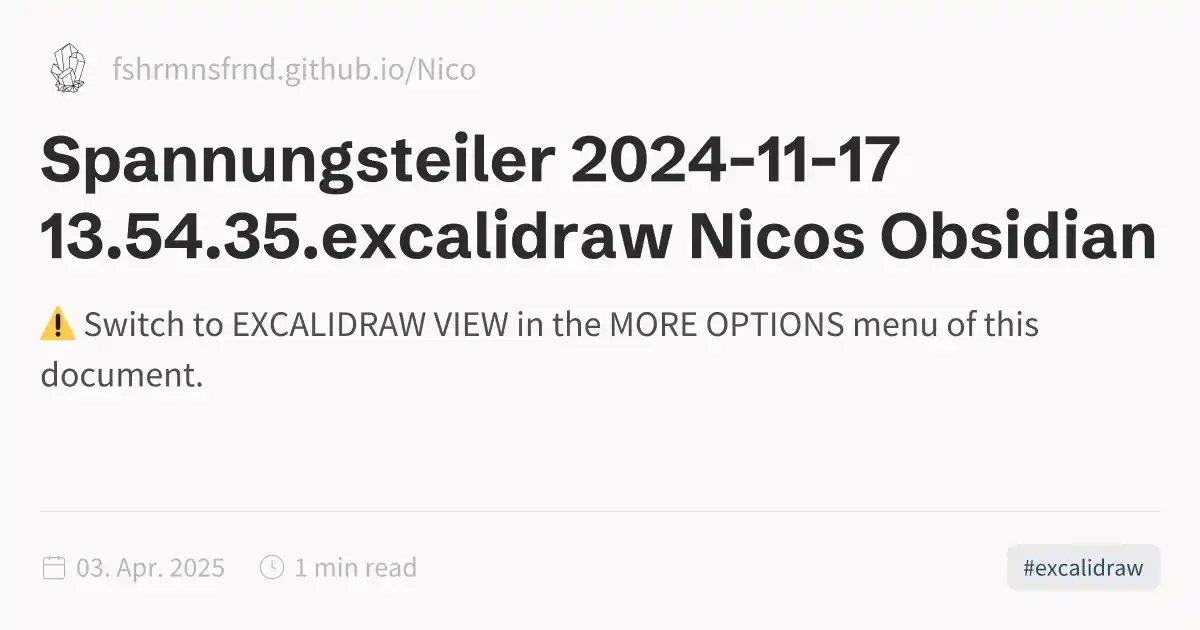 fshrmnsfrnd.github.io/Nico
Spannungsteiler 2024-11-17
13.54.35.excalidraw Nicos Obsidian
⚠️ Switch to EXCALIDRAW VIEW in the MORE OPTIONS menu of this
document.
03. Apr. 2025 1 min read #excalidraw